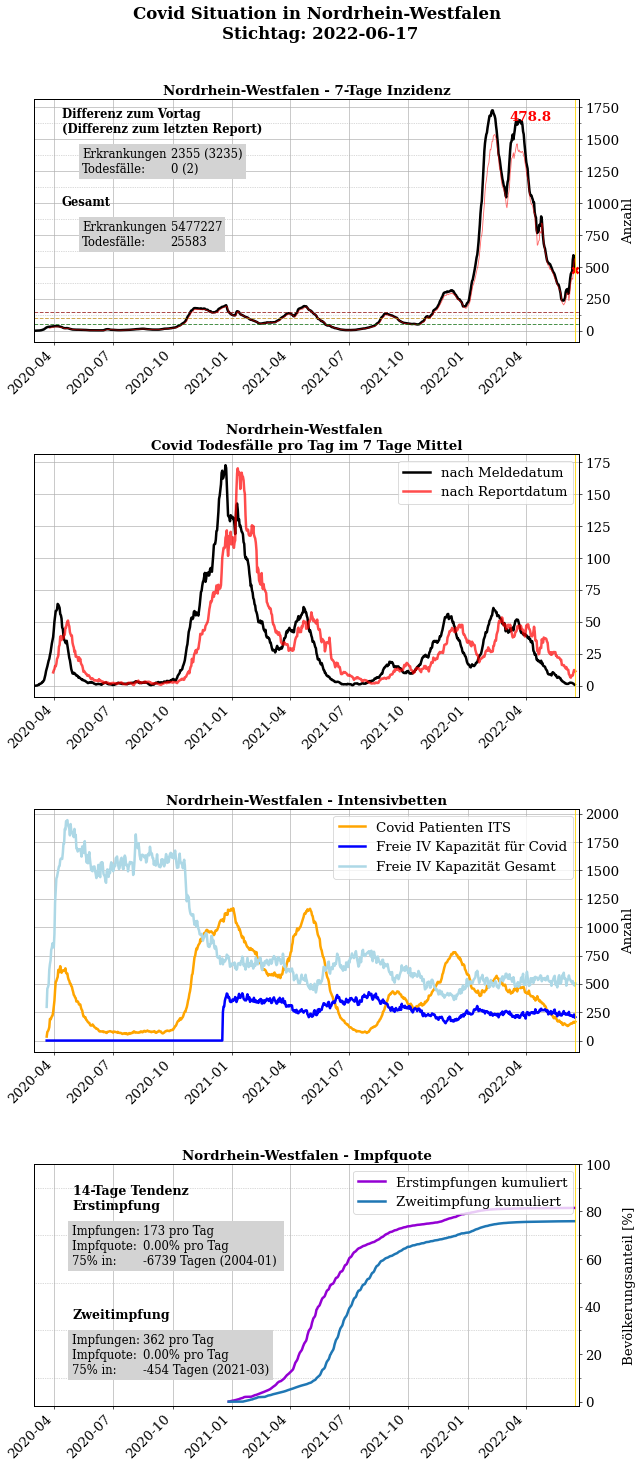 Covid Situation in Nordrhein-Westfalen
Stichtag: 2022-06-17
Nordrhein-Westfalen - 7-Tage Inzidenz
Differenz zum Vortag
(Differenz zum letzten Report)
Erkrankungen 2355 (3235)
Todesfälle: 0 (2)
Gesamt
Erkrankungen 5477227
Todesfälle: 25583
478.8
1750
1500
1250
1000
750
500
250
0
Anzahl
2020-04 2020-07 2020-10 2021-01 2021-04 2021-07 2021-10 2022-01 2022-04
Nordrhein-Westfalen
Covid Todesfälle pro Tag im 7 Tage Mittel
nach Meldedatum
nach Reportdatum
175
150
125
100
75
50
25
0
2020-04 2020-07 2020-10 2021-01 2021-04 2021-07 2021-10 2022-01 2022-04
Nordrhein-Westfalen - Intensivbetten
Covid Patienten ITS
Freie IV Kapazität für Covid
Freie IV Kapazität Gesamt
2000
1750
1500
1250
1000
750
500
250
0
Anzahl
2020-04 2020-07 2020-10 2021-01 2021-04 2021-07 2021-10 2022-01 2022-04
Nordrhein-Westfalen - Impfquote
14-Tage Tendenz
Erstimpfung
Impfungen: 173 pro Tag
Impfquote: 0.00% pro Tag
75% in: -6739 Tagen (2004-01)
Zweitimpfung
Impfungen: 362 pro Tag
Impfquote: 0.00% pro Tag
75% in: -454 Tagen (2021-03)
Erstimpfungen kumuliert
Zweitimpfung kumuliert
100
80
60
40
20
0
Bevölkerungsanteil [%]
2020-04 2020-07 2020-10 2021-01 2021-04 2021-07 2021-10 2022-01 2022-04